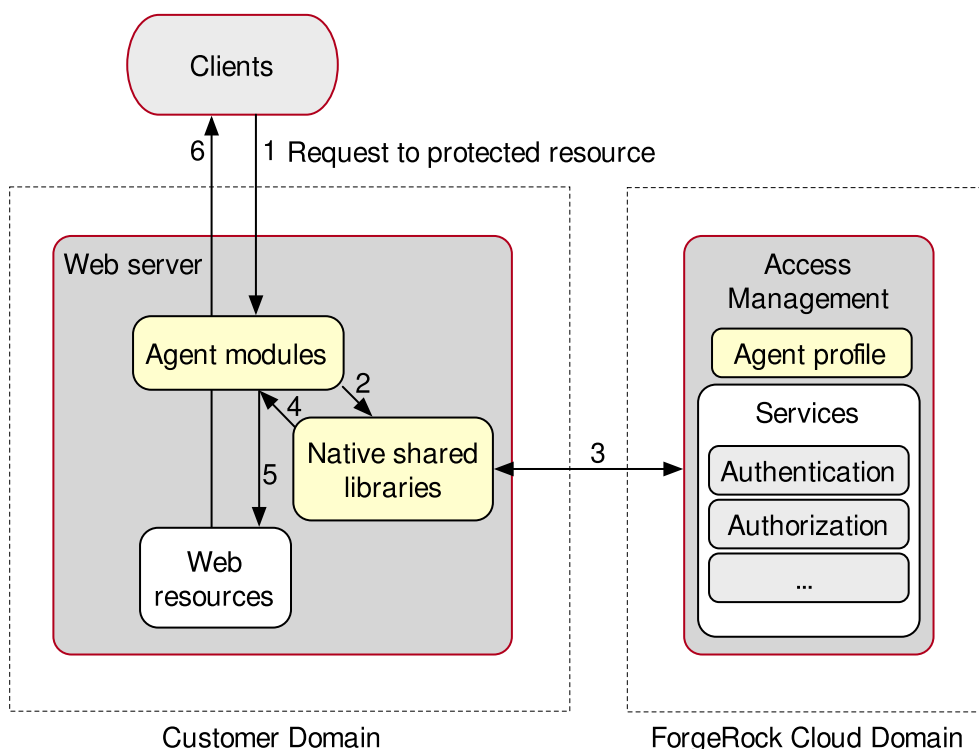 Clients
6
1 Request to protected resource
Web server
Agent modules
2
4
Native shared
libraries
5
Web
resources
3
Access
Management
Agent profile
Services
Authentication
Authorization
...
Customer Domain
ForgeRock Cloud Domain